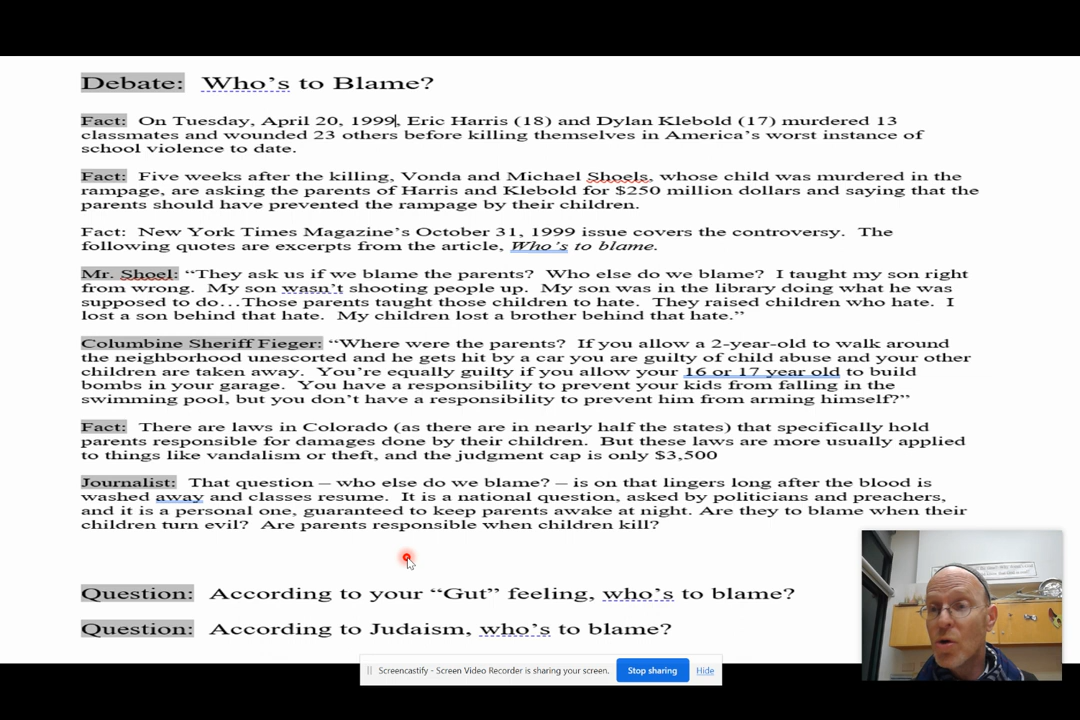 Debate: Who's to Blame?
Fact: On Tuesday, April 20, 1999, Eric Harris (18) and Dylan Klebold (17) murdered 13
classmates and wounded 23 others before killing themselves in America's worst instance of
school violence to date.
Fact: Five weeks after the killing, Vonda and Michael Shoels, whose child was murdered in the
rampage, are asking the parents of Harris and Klebold for $250 million dollars and saying that the
parents should have prevented the rampage by their children.
Fact: New York Times Magazine's October 31, 1999 issue covers the controversy. The
following quotes are excerpts from the article, Who's to blame.
Mr. Shoel: "They ask us if we blame the parents? Who else do we blame? I taught my son right
from wrong. My son wasn't shooting people up. My son was in the library doing what he was
supposed to do…Those parents taught those children to hate. They raised children who hate. I
lost a son behind that hate. My children lost a brother behind that hate."
Columbine Sheriff Fieger: "Where were the parents? If you allow a 2-year-old to walk around
the neighborhood unescorted and he gets hit by a car you are guilty of child abuse and your other
children are taken away. You're equally guilty if you allow your 16 or 17 year old to build
bombs in your garage. You have a responsibility to prevent your kids from falling in the
swimming pool, but you don't have a responsibility to prevent him from arming himself?"
Fact: There are laws in Colorado (as there are in nearly half the states) that specifically hold
parents responsible for damages done by their children. But these laws are more usually applied
to things like vandalism or theft, and the judgment cap is only $3,500
Journalist: That question – who else do we blame? – is on that lingers long after the blood is
washed away and classes resume. It is a national question, asked by politicians and preachers,
and it is a personal one, guaranteed to keep parents awake at night. Are they to blame when their
children turn evil? Are parents responsible when children kill?
Question: According to your "Gut" feeling, who's to blame?
Question: According to Judaism, who's to blame?
Screencastify - Screen Video Recorder is sharing your screen. Stop sharing Hide